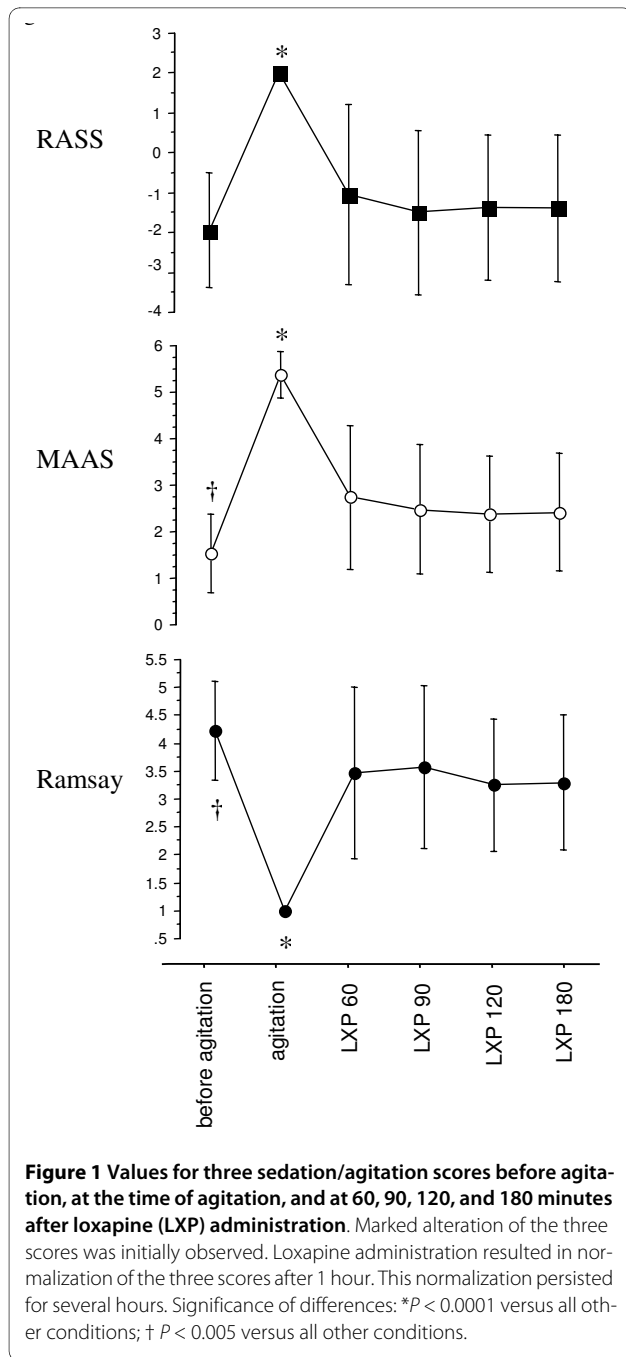 3
*
2
1
RASS
0
-1
-2
-3
-4
6
*
5
MAAS
4
†
3
2
1
0
5.5
5
4.5
4
Ramsay
3.5
3
†
2.5
2
1.5
1
.5
*
before agitation
agitation
LXP 60
LXP 90
LXP 120
LXP 180
Figure 1 Values for three sedation/agitation scores before agita-
tion, at the time of agitation, and at 60, 90, 120, and 180 minutes
after loxapine (LXP) administration. Marked alteration of the three
scores was initially observed. Loxapine administration resulted in nor-
malization of the three scores after 1 hour. This normalization persisted
for several hours. Significance of differences: *P < 0.0001 versus all oth-
er conditions; † P < 0.005 versus all other conditions.